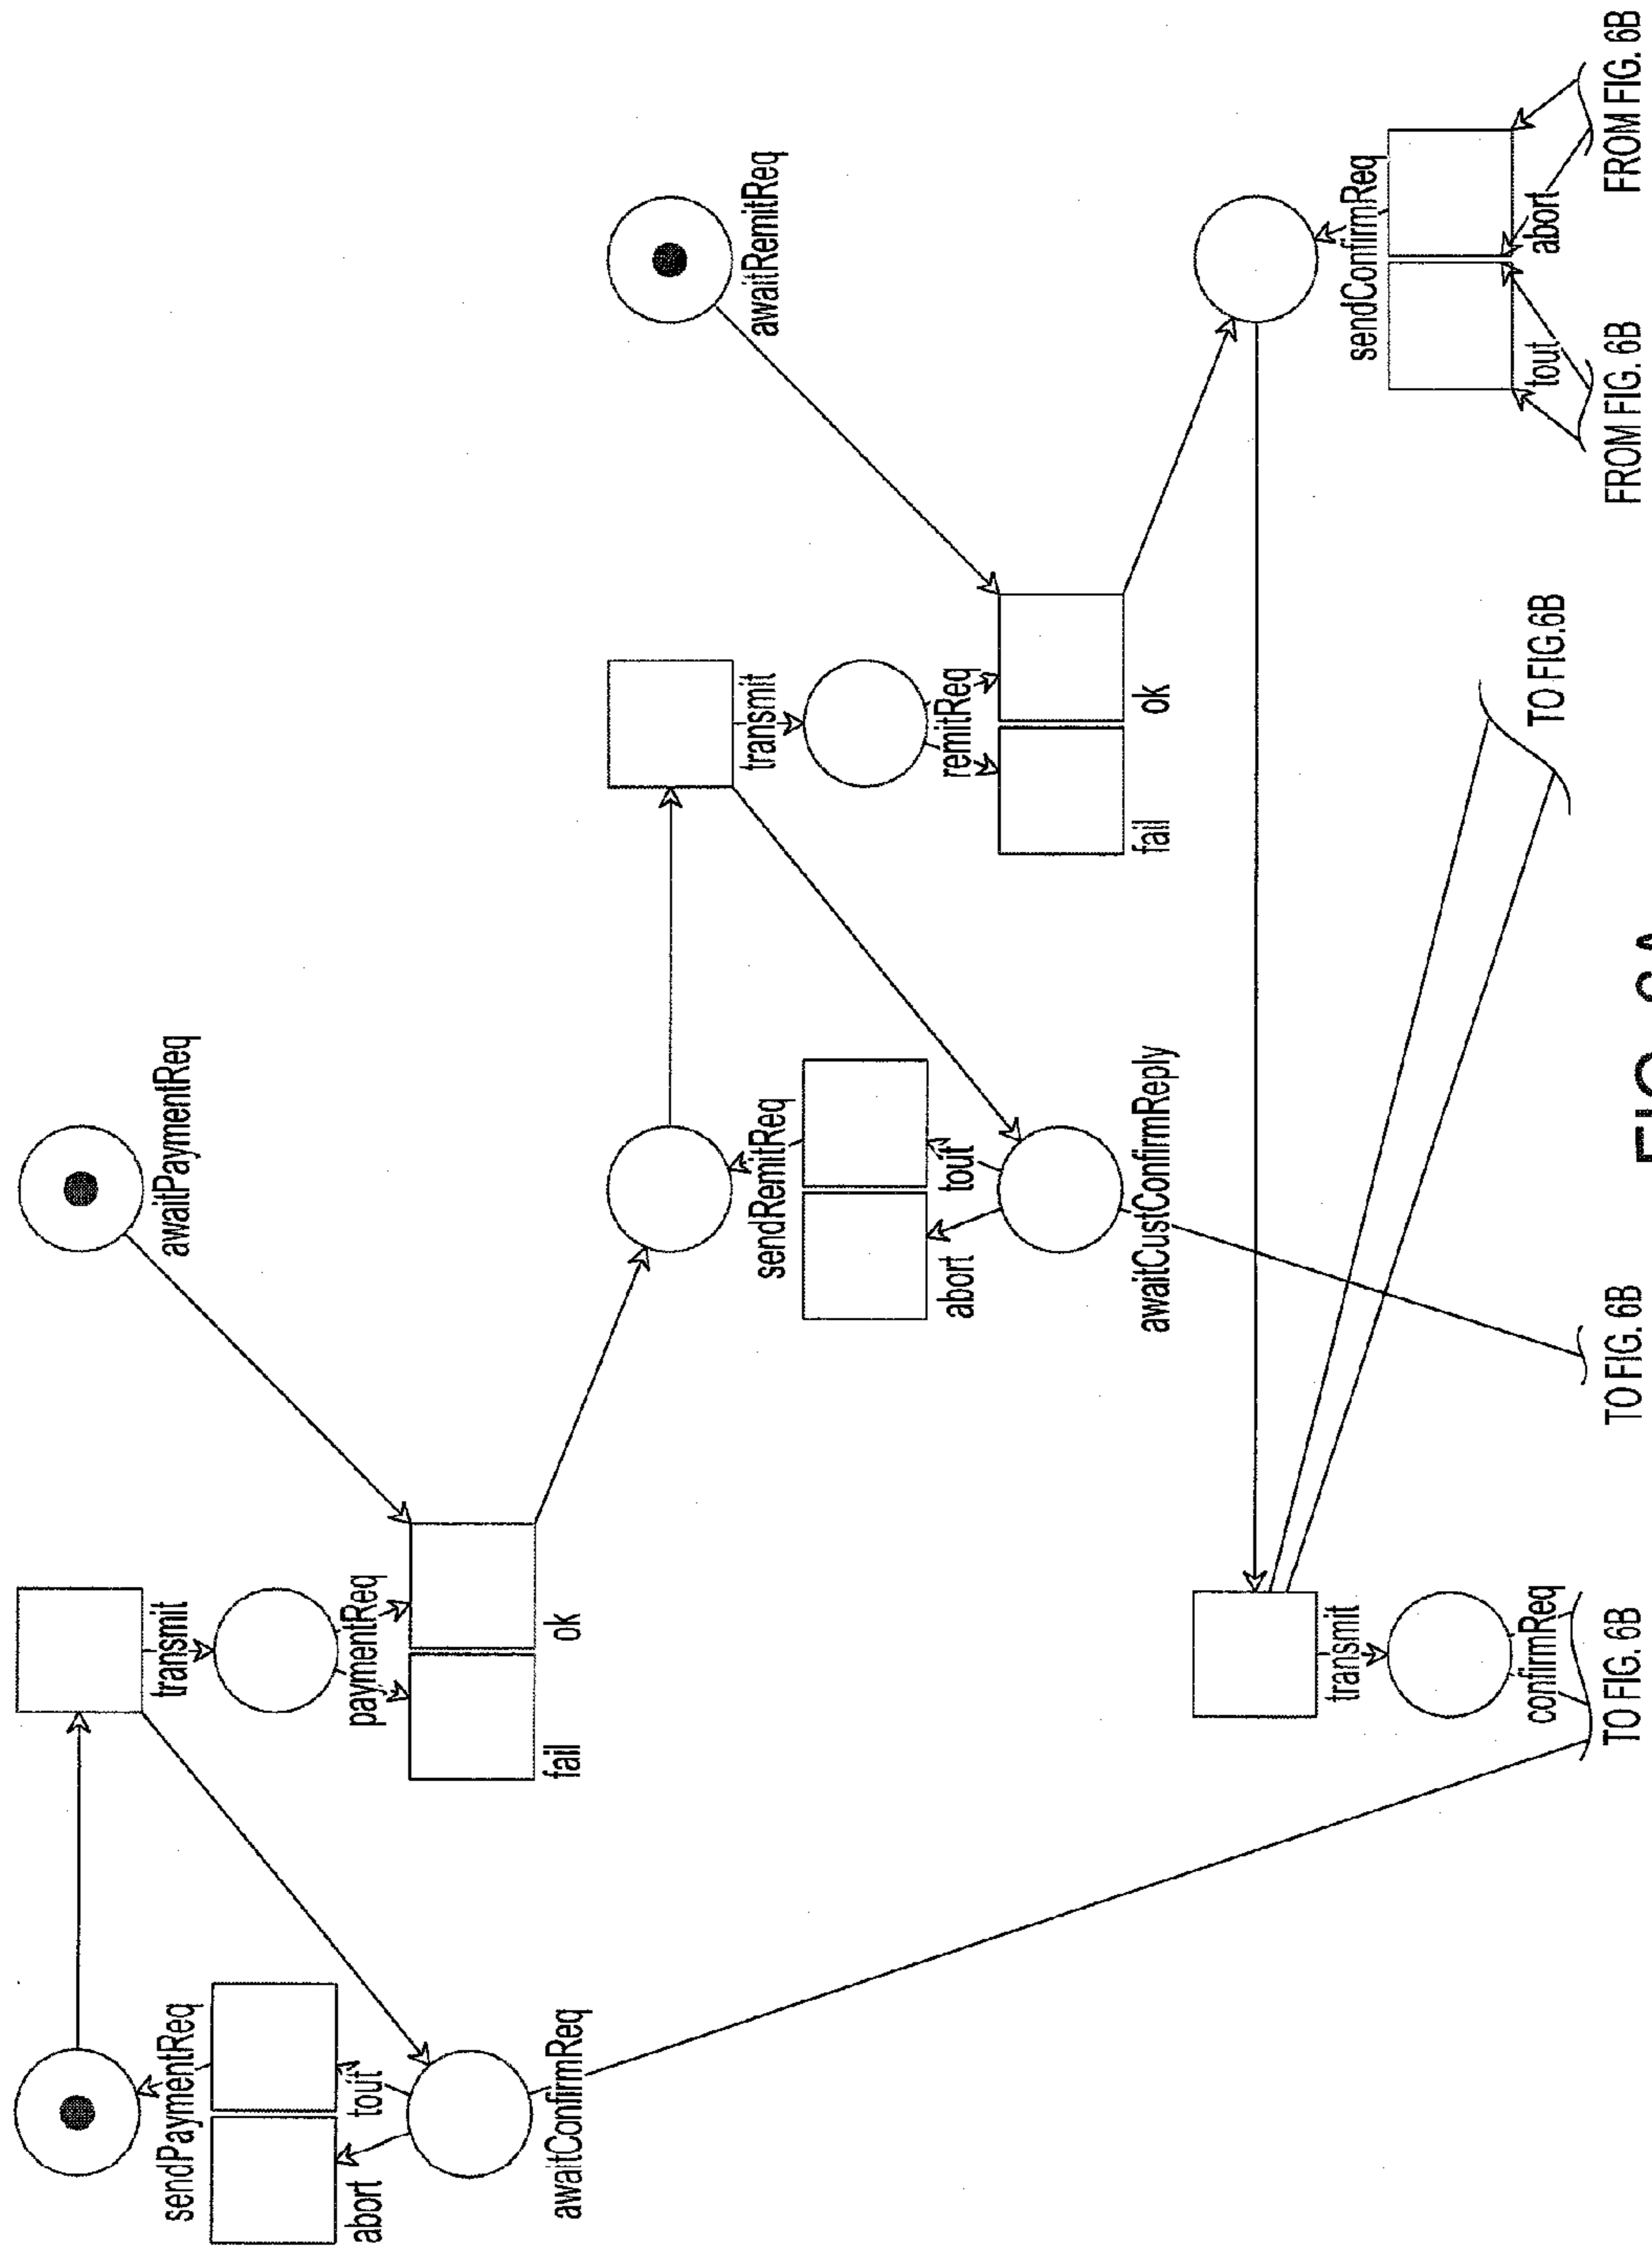 sendPaymentReq
transmit
awaitPaymentReq
abort
tout
paymentReq
awaitConfirmReq
fail
ok
sendRemitReq
transmit
awaitRemitReq
abort
tout
remitReq
awaitCustConfirmReply
fail
ok
transmit
sendConfirmReq
confirmReq
TO FIG.6B
tout
abort
TO FIG. 6B
TO FIG. 6B
FROM FIG. 6B
FROM FIG. 6B
FIG. 6A